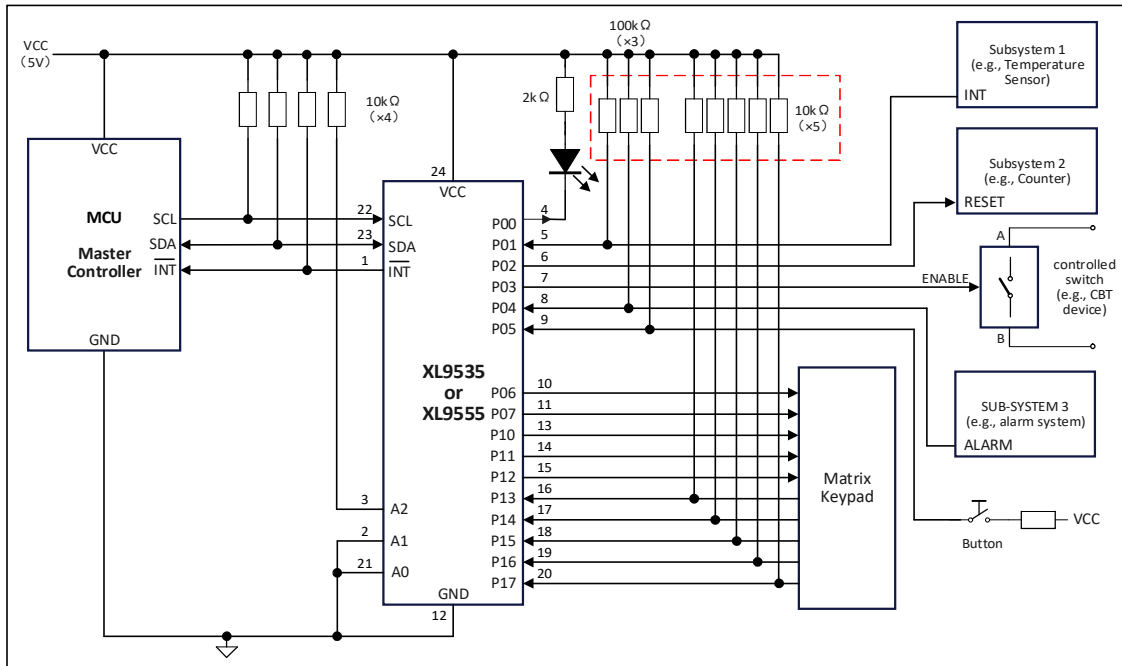 VCC
(5V)
100kΩ
(×3)
2kΩ
10kΩ
(×4)
10kΩ
(×5)
Subsystem 1
(e.g., Temperature
Sensor)
INT
Subsystem 2
(e.g., Counter)
RESET
A
ENABLE
controlled
switch
(e.g., CBT
device)
B
SUB-SYSTEM 3
(e.g., alarm system)
ALARM
VCC
MCU
Master
Controller
SCL
SDA
INT
GND
24
VCC
22
SCL
23
SDA
1
INT
XL9535
or
XL9555
3
A2
2
A1
21
A0
GND
12
P00
4
P01
5
P02
6
P03
7
P04
8
P05
9
P06
10
P07
11
P10
13
P11
14
P12
15
P13
16
P14
17
P15
18
P16
19
P17
20
Matrix
Keypad
Button
VCC